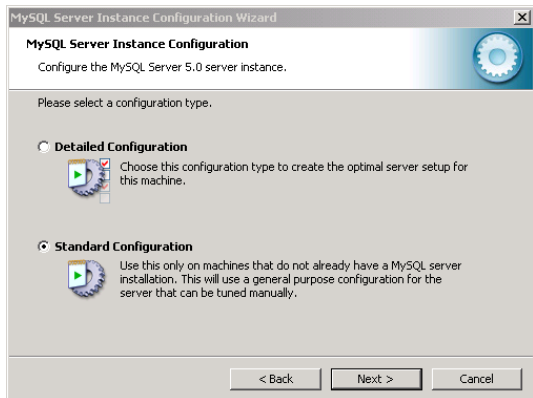 MySQL Server Instance Configuration Wizard
MySQL Server Instance Configuration
Configure the MySQL Server 5.0 server instance.
Please select a configuration type.
Detailed Configuration
Choose this configuration type to create the optimal server setup for
this machine.
Standard Configuration
Use this only on machines that do not already have a MySQL server
installation. This will use a general purpose configuration for the
server that can be tuned manually.
< Back
Next >
Cancel